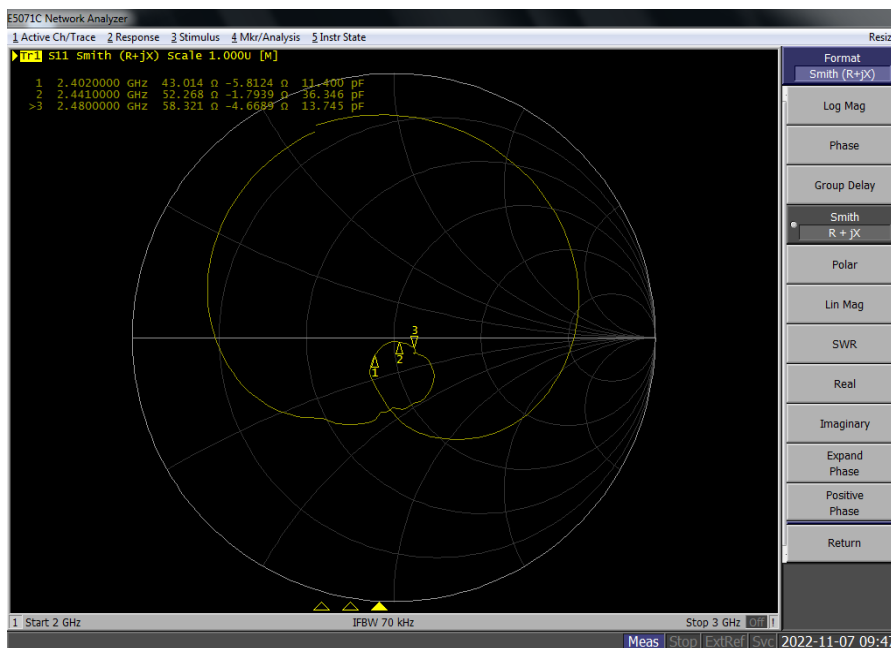 E5071C Network Analyzer
1 Active Ch/Trace 2 Response 3 Stimulus 4 Mkr/Analysis 5 Instr State
Resiz
Tr1 S11 Smith (R+jX) Scale 1.000U [M]
1 2.4020000 GHz 43.014 Ω -5.8124 Ω 11.400 pF
2 2.4410000 GHz 52.268 Ω -1.7939 Ω 36.346 pF
>3 2.4800000 GHz 58.321 Ω -4.6689 Ω 13.745 pF
3
1
2
Format
Smith (R+jX)
Log Mag
Phase
Group Delay
Smith
R + jX
Polar
Lin Mag
SWR
Real
Imaginary
Expand
Phase
Positive
Phase
Return
1 Start 2 GHz IFBW 70 kHz Stop 3 GHz Off !
Meas Stop ExtRef Svc 2022-11-07 09:47